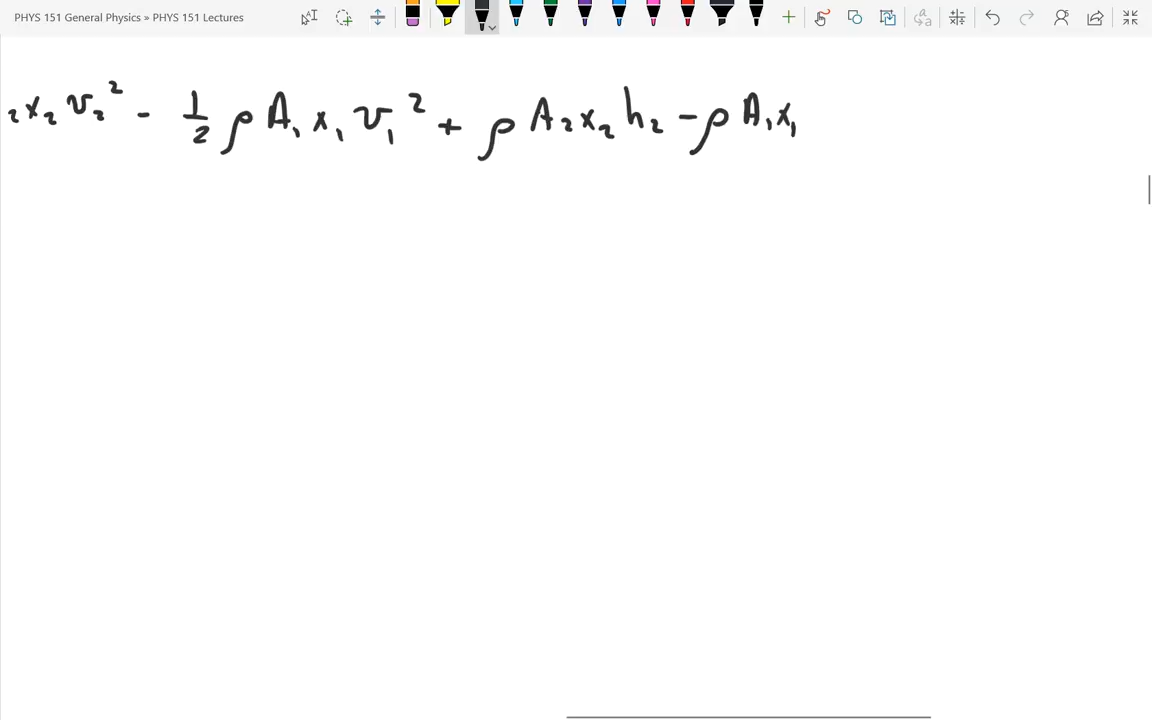 PHYS 151 General Physics » PHYS 151 Lectures
₂x₂v₂² - ½ρA₁x₁v₁² + ρA₂x₂h₂ - ρA₁x₁